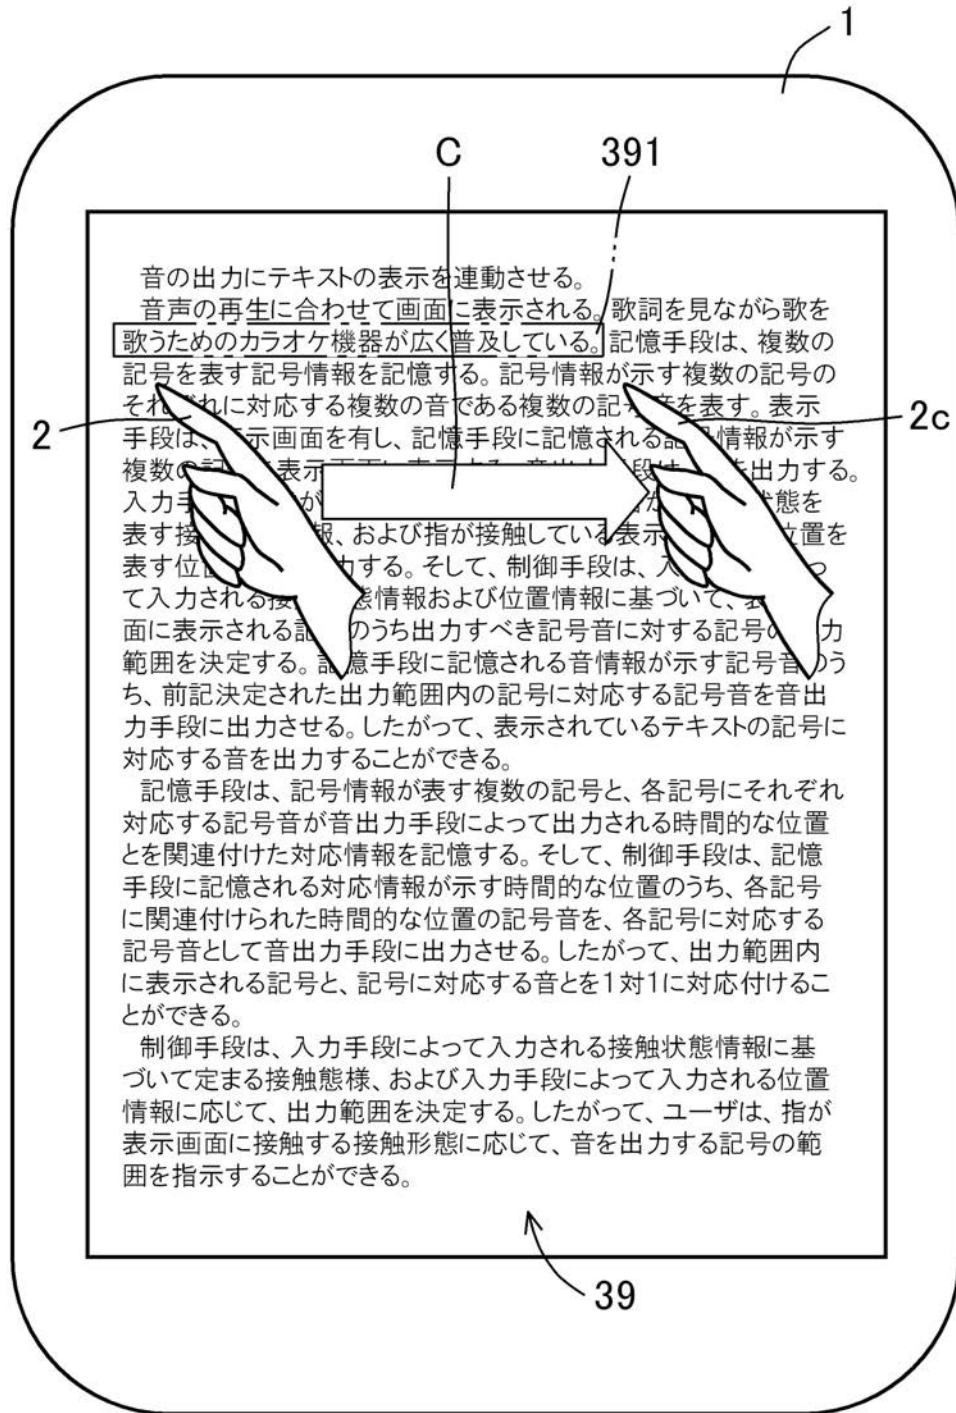 1
C 391
音の出力にテキストの表示を連動させる。
音声の再生に合わせて画面に表示される。歌詞を見ながら歌を
歌うためのカラオケ機器が広く普及している。記憶手段は、複数の
記号を表す記号情報を記憶する。記号情報が示す複数の記号の
それぞれに対応する複数の音である複数の記号音を表す。表示
2 2c
手段は、表示画面を有し、記憶手段に記憶される記号情報が示す
複数の記 表示 段は 出力する。
入力手 が 状態を
表す接 報、および指が接触している表示 位置を
表す位 力する。そして、制御手段は、入 っ
て入力される接 態情報および位置情報に基づいて、表
面に表示される記 のうち出力すべき記号音に対する記号の 力
範囲を決定する。記憶手段に記憶される音情報が示す記号音のう
ち、前記決定された出力範囲内の記号に対応する記号音を音出
力手段に出力させる。したがって、表示されているテキストの記号に
対応する音を出力することができる。
記憶手段は、記号情報が表す複数の記号と、各記号にそれぞれ
対応する記号音が音出力手段によって出力される時間的な位置
とを関連付けた対応情報を記憶する。そして、制御手段は、記憶
手段に記憶される対応情報が示す時間的な位置のうち、各記号
に関連付けられた時間的な位置の記号音を、各記号に対応する
記号音として音出力手段に出力させる。したがって、出力範囲内
に表示される記号と、記号に対応する音とを1対1に対応付けるこ
とができる。
制御手段は、入力手段によって入力される接触状態情報に基
づいて定まる接触態様、および入力手段によって入力される位置
情報に応じて、出力範囲を決定する。したがって、ユーザは、指が
表示画面に接触する接触形態に応じて、音を出力する記号の範
囲を指示することができる。
39